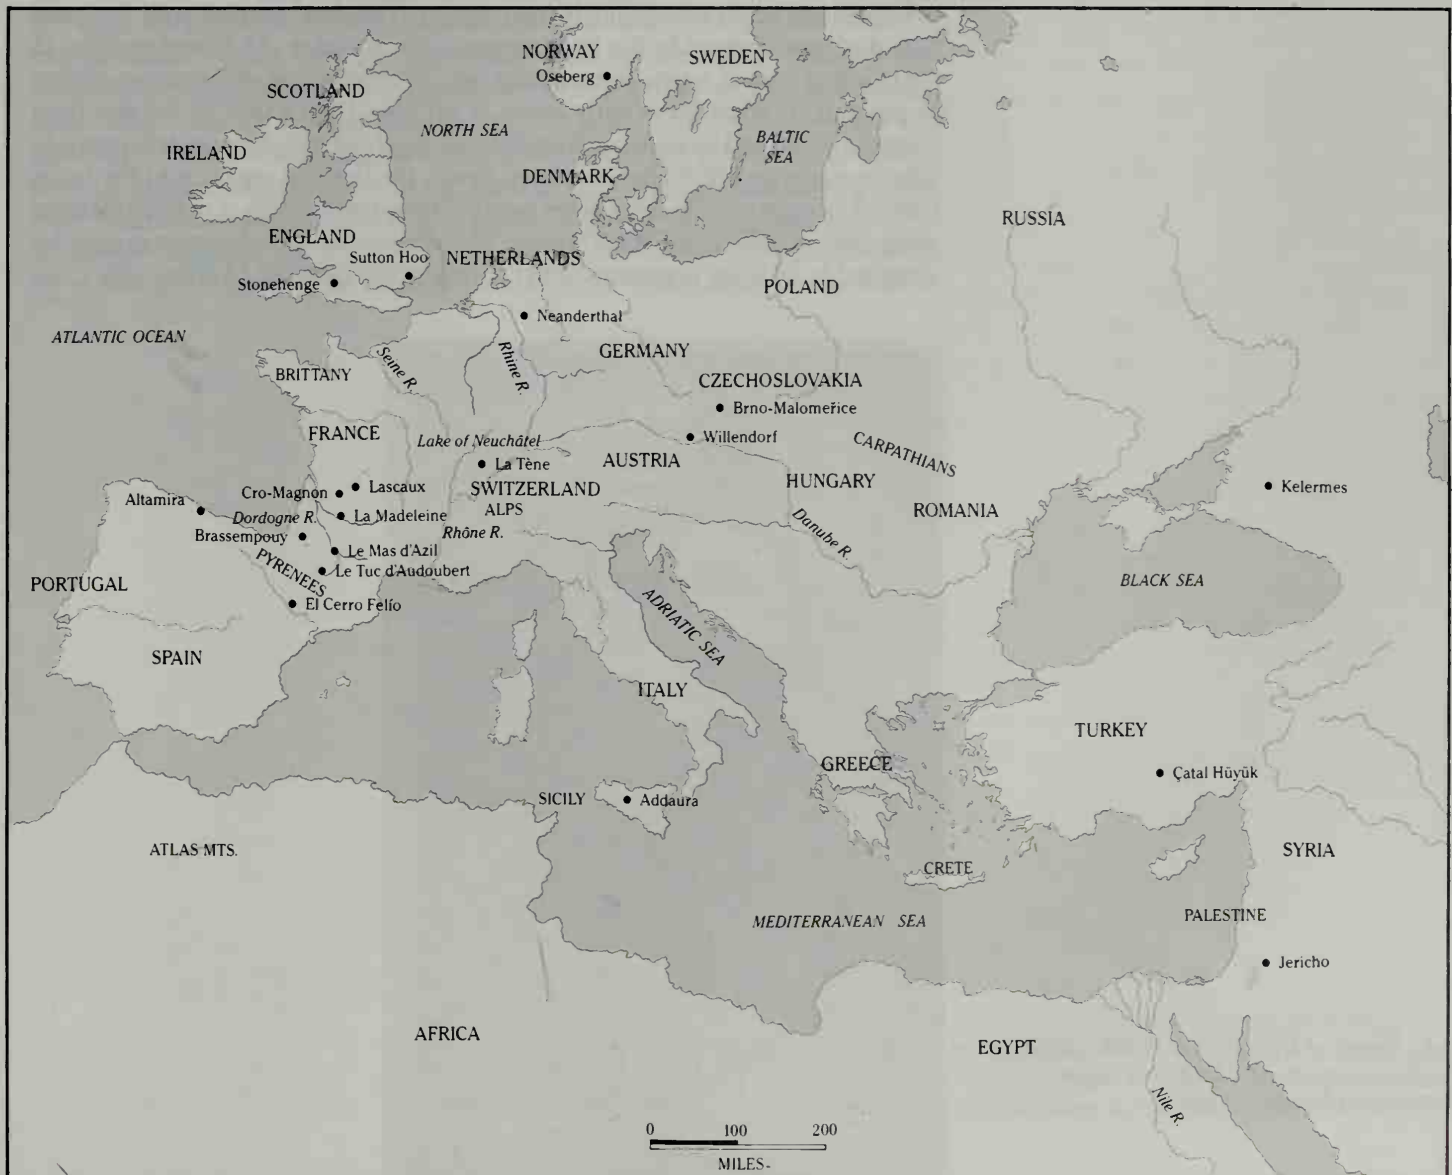 NORWAY
SWEDEN
Oseberg
SCOTLAND
NORTH SEA
BALTIC
SEA
IRELAND
DENMARK
RUSSIA
ENGLAND
Sutton Hoo
NETHERLANDS
Stonehenge
POLAND
Neanderthal
ATLANTIC OCEAN
Seine R.
Rhine R.
GERMANY
BRITTANY
CZECHOSLOVAKIA
Brno-Malomeřice
FRANCE
Lake of Neuchâtel
Willendorf
CARPATHIANS
La Tène
AUSTRIA
HUNGARY
Altamira
Cro-Magnon
Lascaux
SWITZERLAND
Kelermes
Dordogne R.
La Madeleine
ALPS
ROMANIA
Brassempouy
Rhône R.
Danube R.
Le Mas d'Azil
PYRENEES
Le Tuc d'Audoubert
PORTUGAL
BLACK SEA
El Cerro Felío
ADRIATIC SEA
SPAIN
ITALY
TURKEY
GREECE
Çatal Hüyük
SICILY
Addaura
ATLAS MTS.
CRETE
SYRIA
MEDITERRANEAN SEA
PALESTINE
Jericho
AFRICA
EGYPT
Nile R.
0 100 200
MILES-